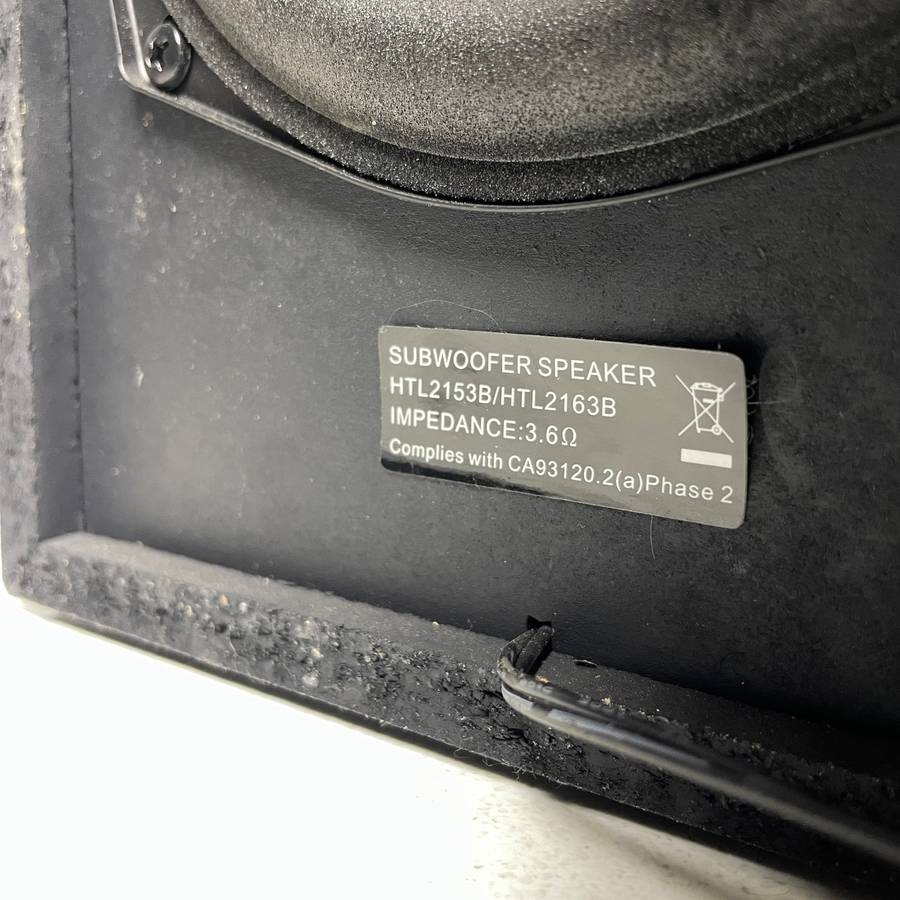 SUBWOOFER SPEAKER
HTL2153B/HTL2163B
IMPEDANCE:3.6Ω
Complies with CA93120.2(a)Phase 2